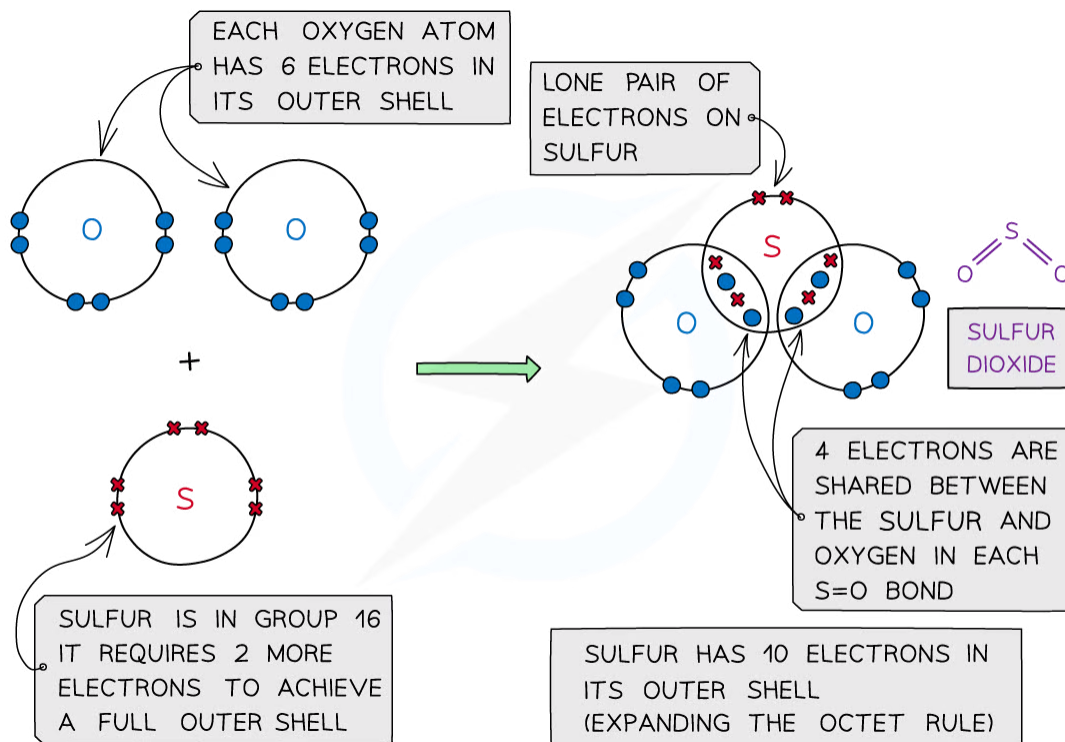 EACH OXYGEN ATOM
HAS 6 ELECTRONS IN
ITS OUTER SHELL
LONE PAIR OF
ELECTRONS ON
SULFUR
O
O
S
O
O
S
O
O
SULFUR
DIOXIDE
+
S
4 ELECTRONS ARE
SHARED BETWEEN
THE SULFUR AND
OXYGEN IN EACH
S=O BOND
SULFUR IS IN GROUP 16
IT REQUIRES 2 MORE
ELECTRONS TO ACHIEVE
A FULL OUTER SHELL
SULFUR HAS 10 ELECTRONS IN
ITS OUTER SHELL
(EXPANDING THE OCTET RULE)